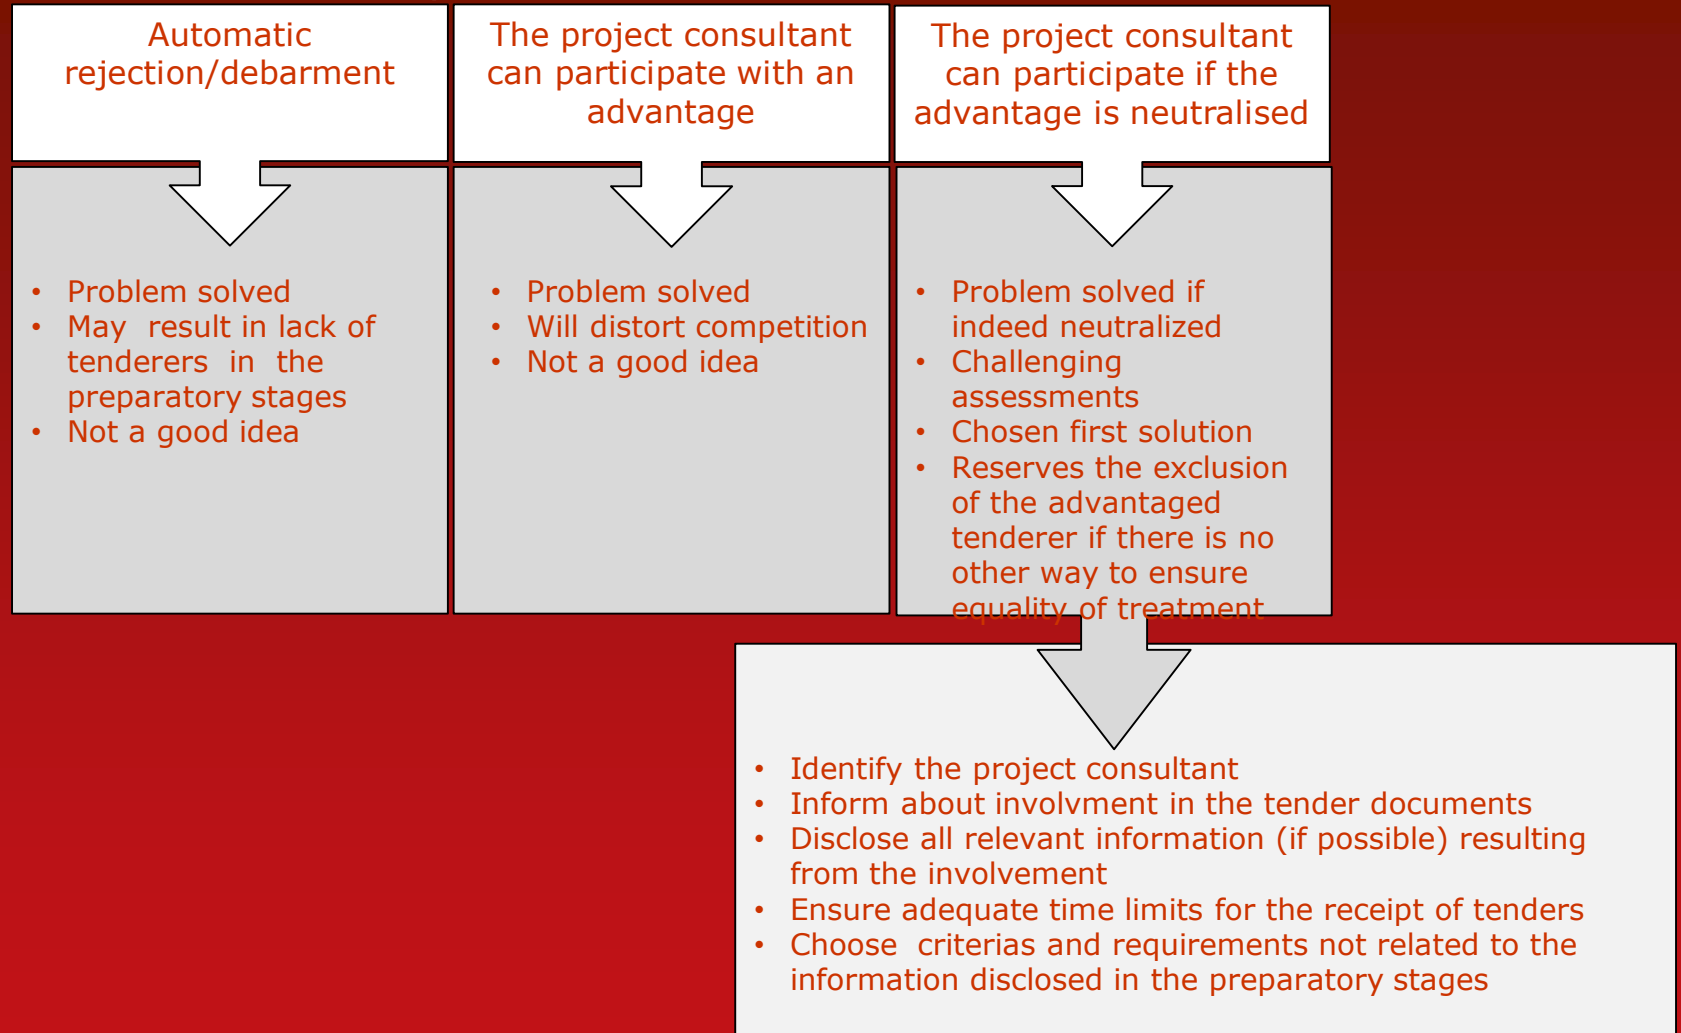 Automatic
rejection/debarment
The project consultant
can participate with an
advantage
The project consultant
can participate if the
advantage is neutralised
• Problem solved
• May result in lack of
tenderers in the
preparatory stages
• Not a good idea
• Problem solved
• Will distort competition
• Not a good idea
• Problem solved if
indeed neutralized
• Challenging
assessments
• Chosen first solution
• Reserves the exclusion
of the advantaged
tenderer if there is no
other way to ensure
equality of treatment
• Identify the project consultant
• Inform about involvment in the tender documents
• Disclose all relevant information (if possible) resulting
from the involvement
• Ensure adequate time limits for the receipt of tenders
• Choose criterias and requirements not related to the
information disclosed in the preparatory stages